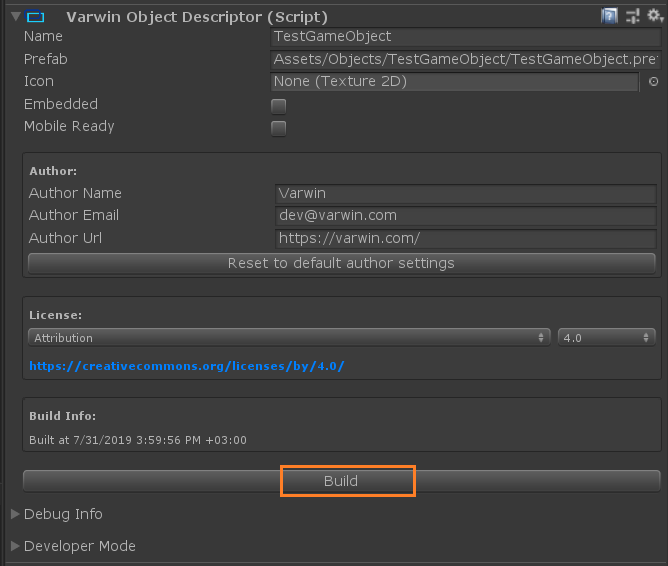 Varwin Object Descriptor (Script)
Name TestGameObject
Prefab Assets/Objects/TestGameObject/TestGameObject.pre
Icon None (Texture 2D)
Embedded
Mobile Ready
Author:
Author Name Varwin
Author Email dev@varwin.com
Author Url https://varwin.com/
Reset to default author settings
License:
Attribution 4.0
https://creativecommons.org/licenses/by/4.0/
Build Info:
Built at 7/31/2019 3:59:56 PM +03:00
Build
Debug Info
Developer Mode